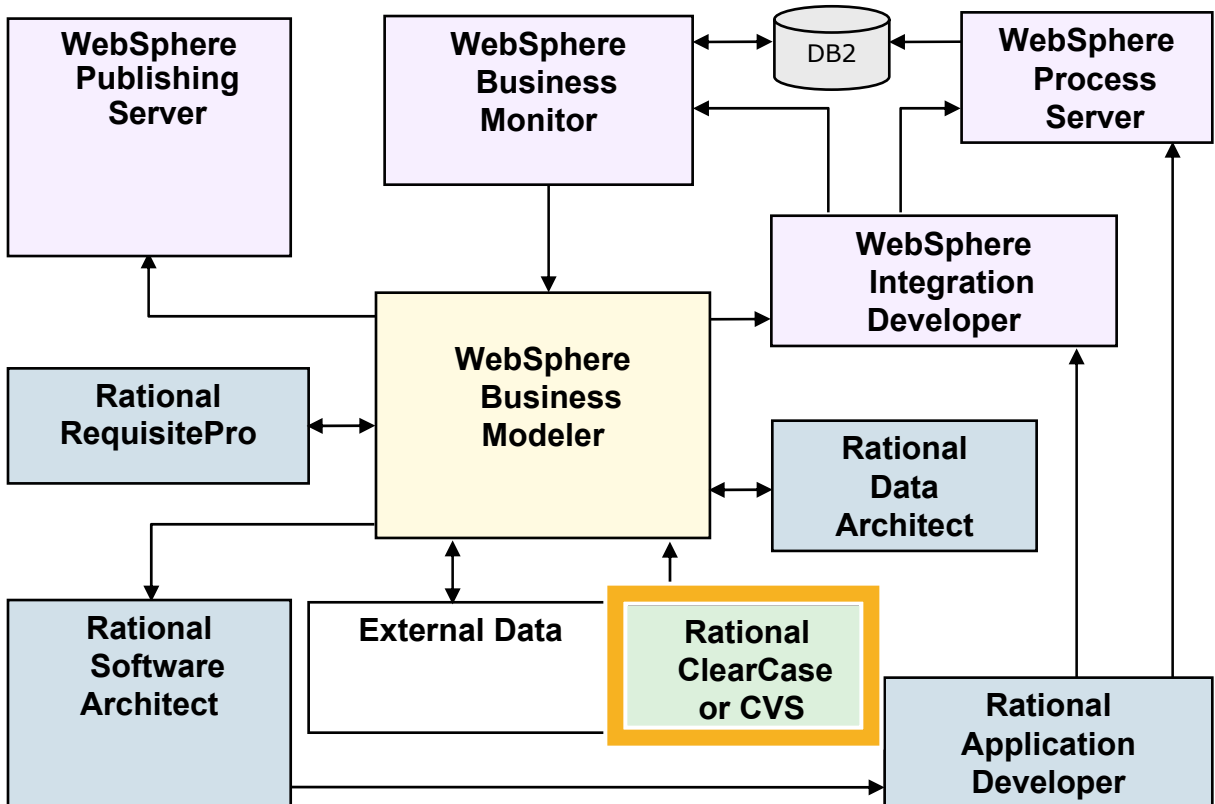 WebSphere
Publishing
Server
WebSphere
Business
Monitor
DB2
WebSphere
Process
Server
WebSphere
Integration
Developer
WebSphere
Business
Modeler
Rational
RequisitePro
Rational
Data
Architect
Rational
Software
Architect
External Data
Rational
ClearCase
or CVS
Rational
Application
Developer